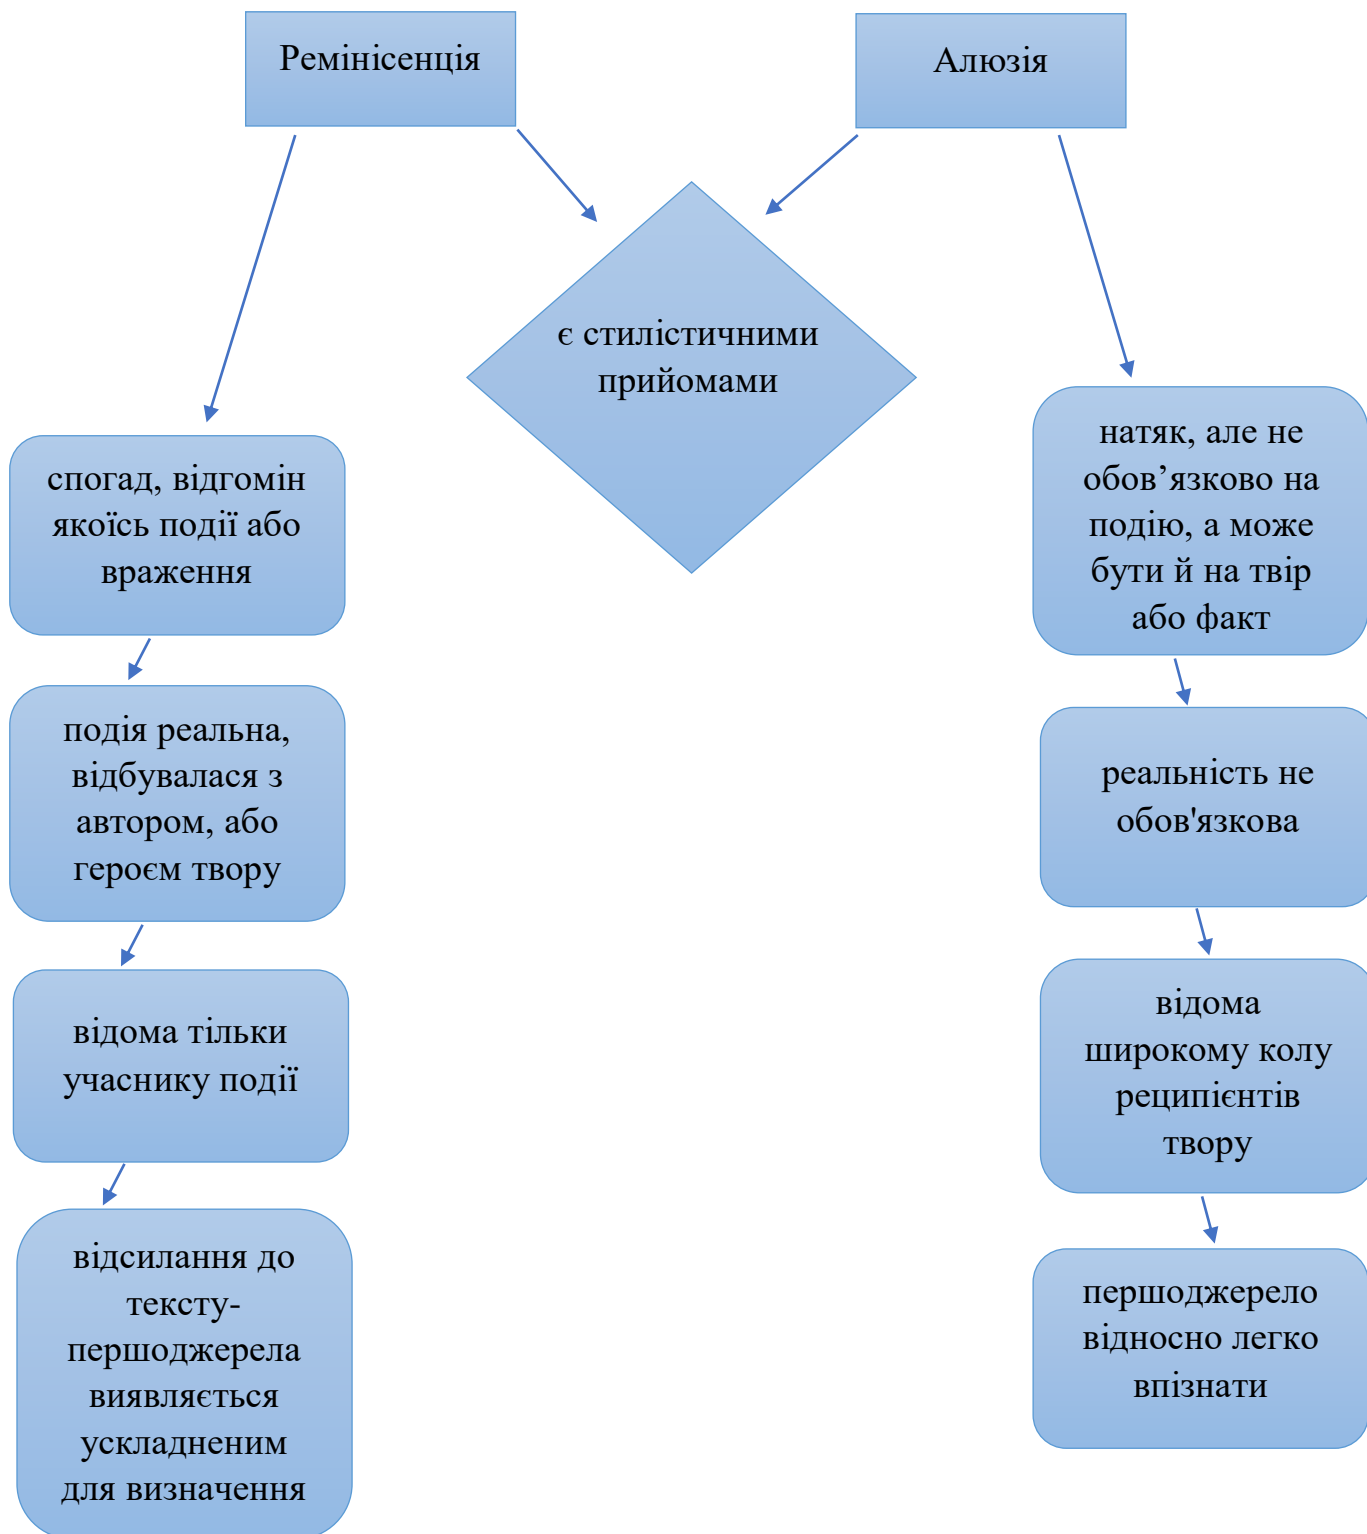 Ремінісенція
Алюзія
є стилістичними
прийомами
спогад, відгомін
якоїсь події або
враження
подія реальна,
відбувалася з
автором, або
героєм твору
відома тільки
учаснику події
відсилання до
тексту-
першоджерела
виявляється
ускладненим
для визначення
натяк, але не
обов’язково на
подію, а може
бути й на твір
або факт
реальність не
обов'язкова
відома
широкому колу
реципієнтів
твору
першоджерело
відносно легко
впізнати